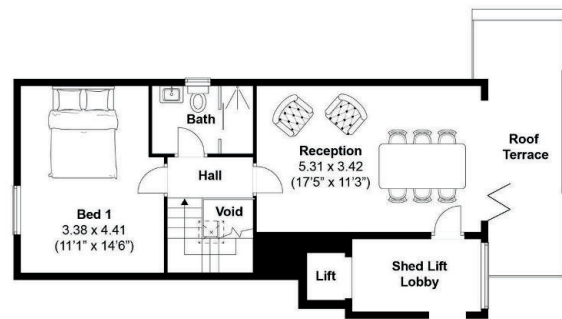 Bath
Reception
5.31 x 3.42
(17'5" x 11'3")
Roof
Terrace
Hall
Bed 1
3.38 x 4.41
(11'1" x 14'6")
Void
Lift
Shed Lift
Lobby